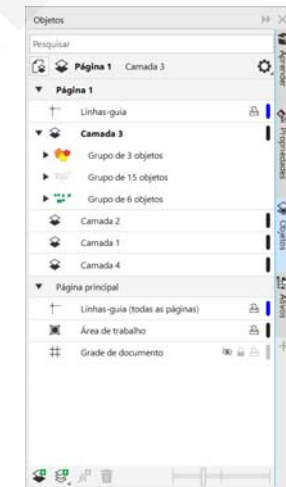 Objetos
Pesquisar
Página 1 Camada 3
Página 1
Linhas-guia
Camada 3
Grupo de 3 objetos
Grupo de 15 objetos
Grupo de 6 objetos
Camada 2
Camada 1
Camada 4
Página principal
Linhas-guia (todas as páginas)
Área de trabalho
Grade de documento
Aprender
Propriedades
Objetos
Ativos